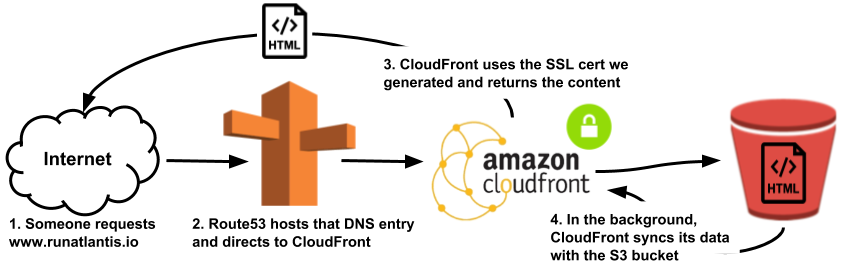 HTML
3. CloudFront uses the SSL cert we
generated and returns the content
Internet
amazon
cloudfront
HTML
1. Someone requests
www.runatlantis.io
2. Route53 hosts that DNS entry
and directs to CloudFront
4. In the background,
CloudFront syncs its data
with the S3 bucket